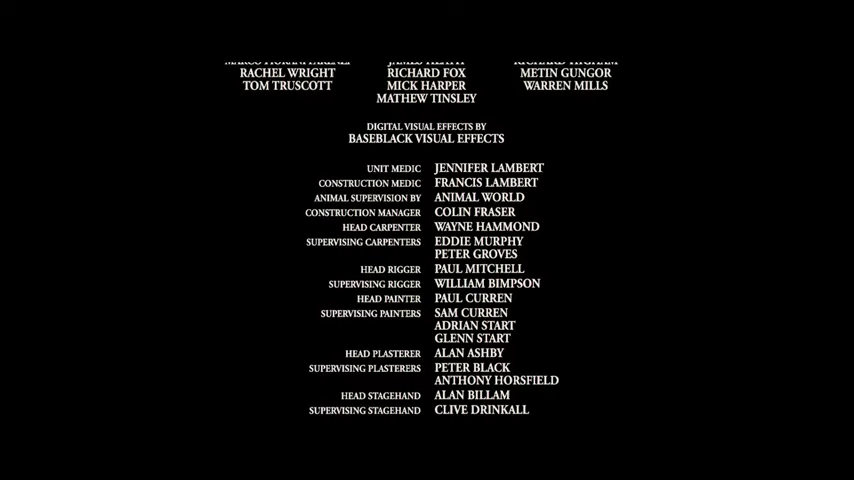 RACHEL WRIGHT RICHARD FOX METIN GUNGOR
TOM TRUSCOTT MICK HARPER WARREN MILLS
MATHEW TINSLEY
DIGITAL VISUAL EFFECTS BY
BASEBLACK VISUAL EFFECTS
UNIT MEDIC JENNIFER LAMBERT
CONSTRUCTION MEDIC FRANCIS LAMBERT
ANIMAL SUPERVISION BY ANIMAL WORLD
CONSTRUCTION MANAGER COLIN FRASER
HEAD CARPENTER WAYNE HAMMOND
SUPERVISING CARPENTERS EDDIE MURPHY
PETER GROVES
HEAD RIGGER PAUL MITCHELL
SUPERVISING RIGGER WILLIAM BIMPSON
HEAD PAINTER PAUL CURREN
SUPERVISING PAINTERS SAM CURREN
ADRIAN START
GLENN START
HEAD PLASTERER ALAN ASHBY
SUPERVISING PLASTERERS PETER BLACK
ANTHONY HORSFIELD
HEAD STAGEHAND ALAN BILLAM
SUPERVISING STAGEHAND CLIVE DRINKALL